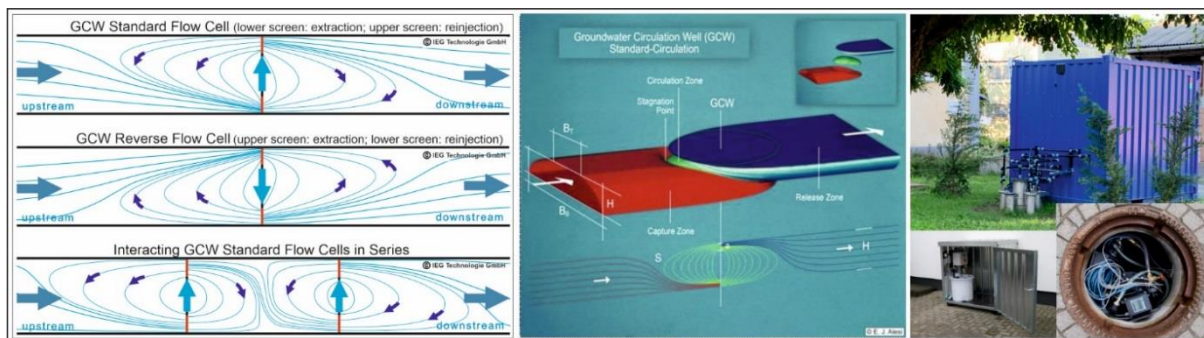 GCW Standard Flow Cell (lower screen: extraction; upper screen: reinjection)
© IEG Technologie GmbH
upstream
downstream
GCW Reverse Flow Cell (upper screen: extraction; lower screen: reinjection)
© IEG Technologie GmbH
upstream
downstream
Interacting GCW Standard Flow Cells in Series
© IEG Technologie GmbH
upstream
downstream
Groundwater Circulation Well (GCW)
Standard-Circulation
Circulation Zone
Stagnation
Point
GCW
B
H
B
Release Zone
Capture Zone
S
H
© E. J. Alesi